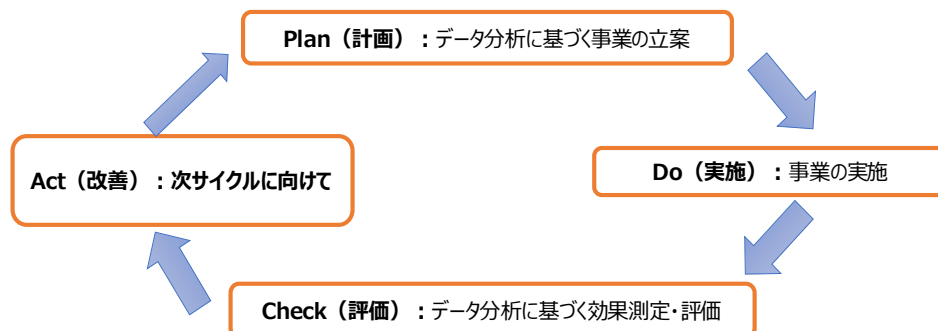 Plan（計画）：データ分析に基づく事業の立案
Act（改善）：次サイクルに向けて
Do（実施）：事業の実施
Check（評価）：データ分析に基づく効果測定・評価